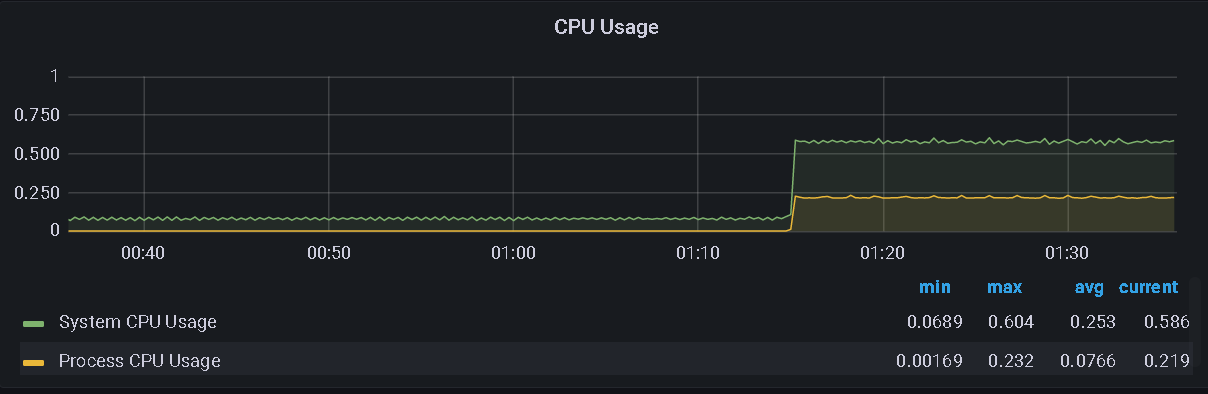 CPU Usage
1
0.750
0.500
0.250
0
00:40 00:50 01:00 01:10 01:20 01:30
min max avg current
System CPU Usage 0.0689 0.604 0.253 0.586
Process CPU Usage 0.00169 0.232 0.0766 0.219